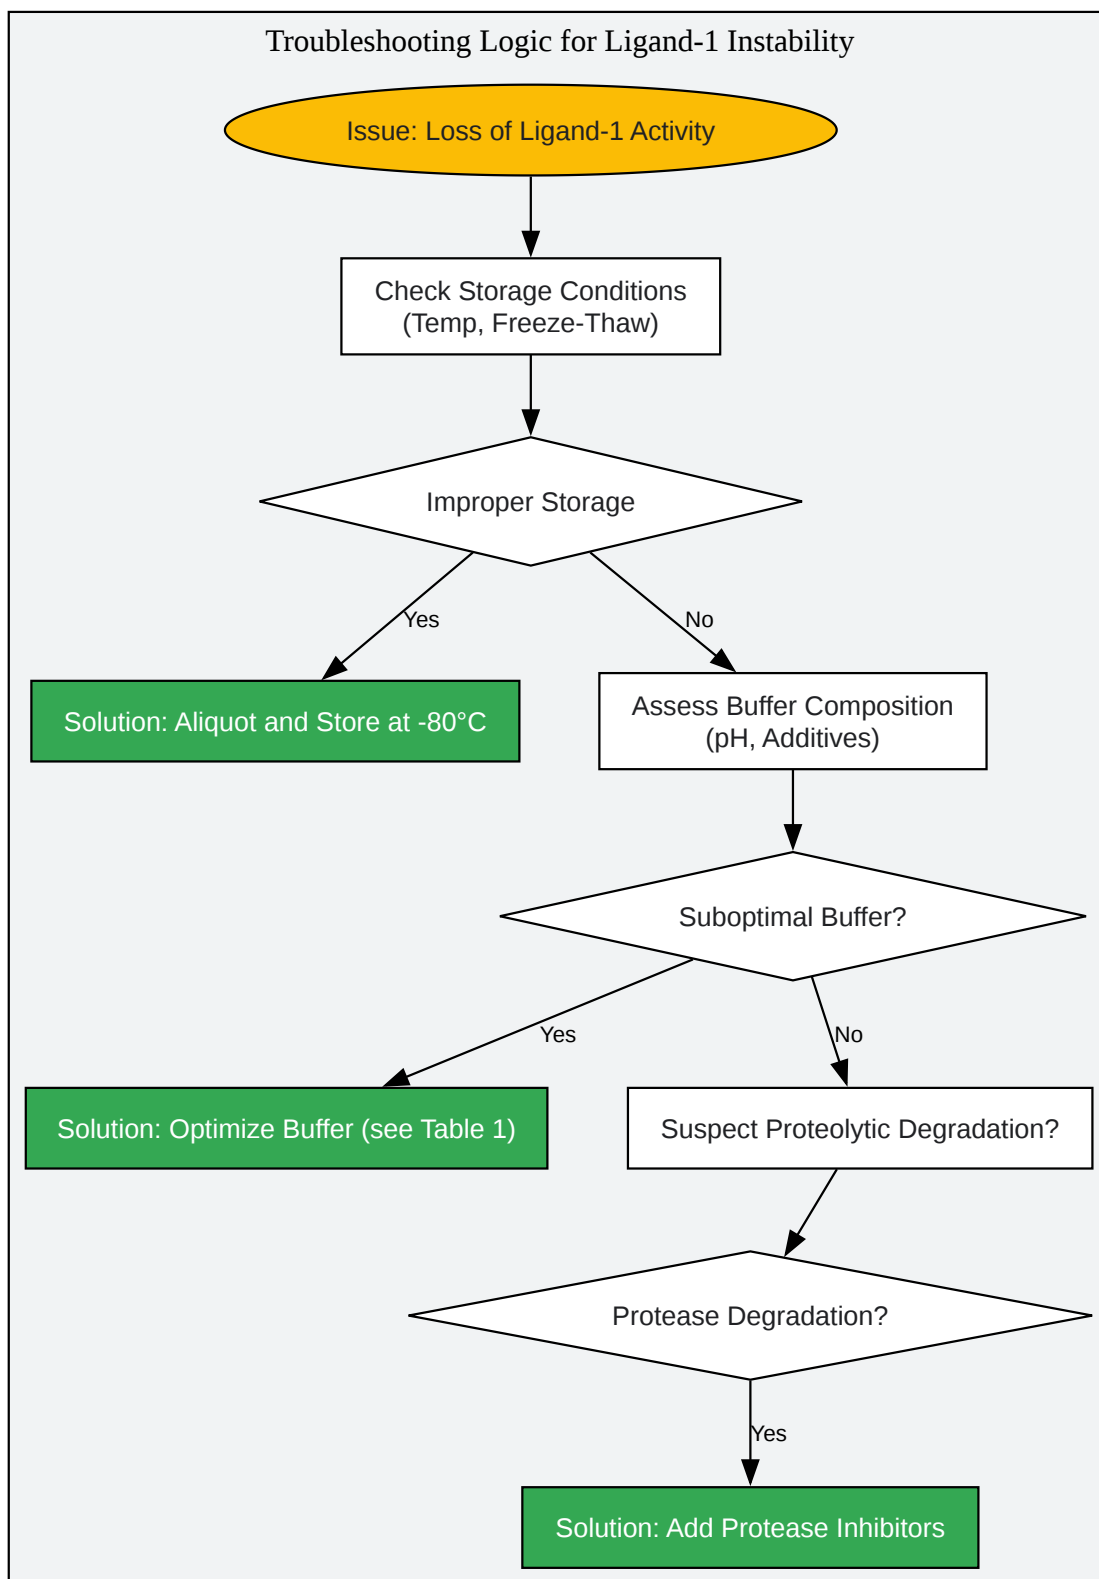 Troubleshooting Logic for Ligand-1 Instability
Issue: Loss of Ligand-1 Activity
Check Storage Conditions
(Temp, Freeze-Thaw)
Improper Storage
Yes
No
Solution: Aliquot and Store at -80°C
Assess Buffer Composition
(pH, Additives)
Suboptimal Buffer?
Yes
No
Solution: Optimize Buffer (see Table 1)
Suspect Proteolytic Degradation?
Protease Degradation?
Yes
Solution: Add Protease Inhibitors